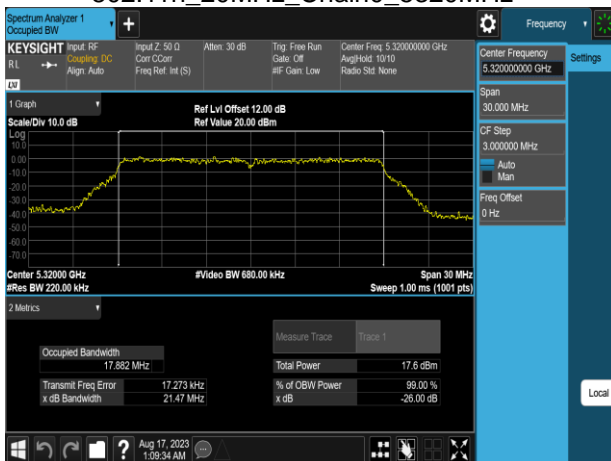 802.11n_20MHz_Chain0_5320MHz
Spectrum Analyzer 1
Occupied BW
Frequency
KEYSIGHT
RL
LXI
Input: RF
Coupling: DC
Align: Auto
Input Z: 50 Ω
Corr CCorr
Freq Ref: Int (S)
Atten: 30 dB
Trig: Free Run
Gate: Off
#IF Gain: Low
Center Freq: 5.320000000 GHz
Avg|Hold: 10/10
Radio Std: None
Center Frequency
5.320000000 GHz
Settings
Span
30.000 MHz
CF Step
3.000000 MHz
Auto
Man
Freq Offset
0 Hz
Local
1 Graph
Scale/Div 10.0 dB
Ref Lvl Offset 12.00 dB
Ref Value 20.00 dBm
Log
10.0
0.00
-10.0
-20.0
-30.0
-40.0
-50.0
-60.0
-70.0
Center 5.32000 GHz
#Res BW 220.00 kHz
#Video BW 680.00 kHz
Span 30 MHz
Sweep 1.00 ms (1001 pts)
2 Metrics
Measure Trace
Trace 1
Occupied Bandwidth
17.882 MHz
Total Power
17.6 dBm
Transmit Freq Error
17.273 kHz
% of OBW Power
99.00 %
x dB Bandwidth
21.47 MHz
x dB
-26.00 dB
Aug 17, 2023
1:09:34 AM